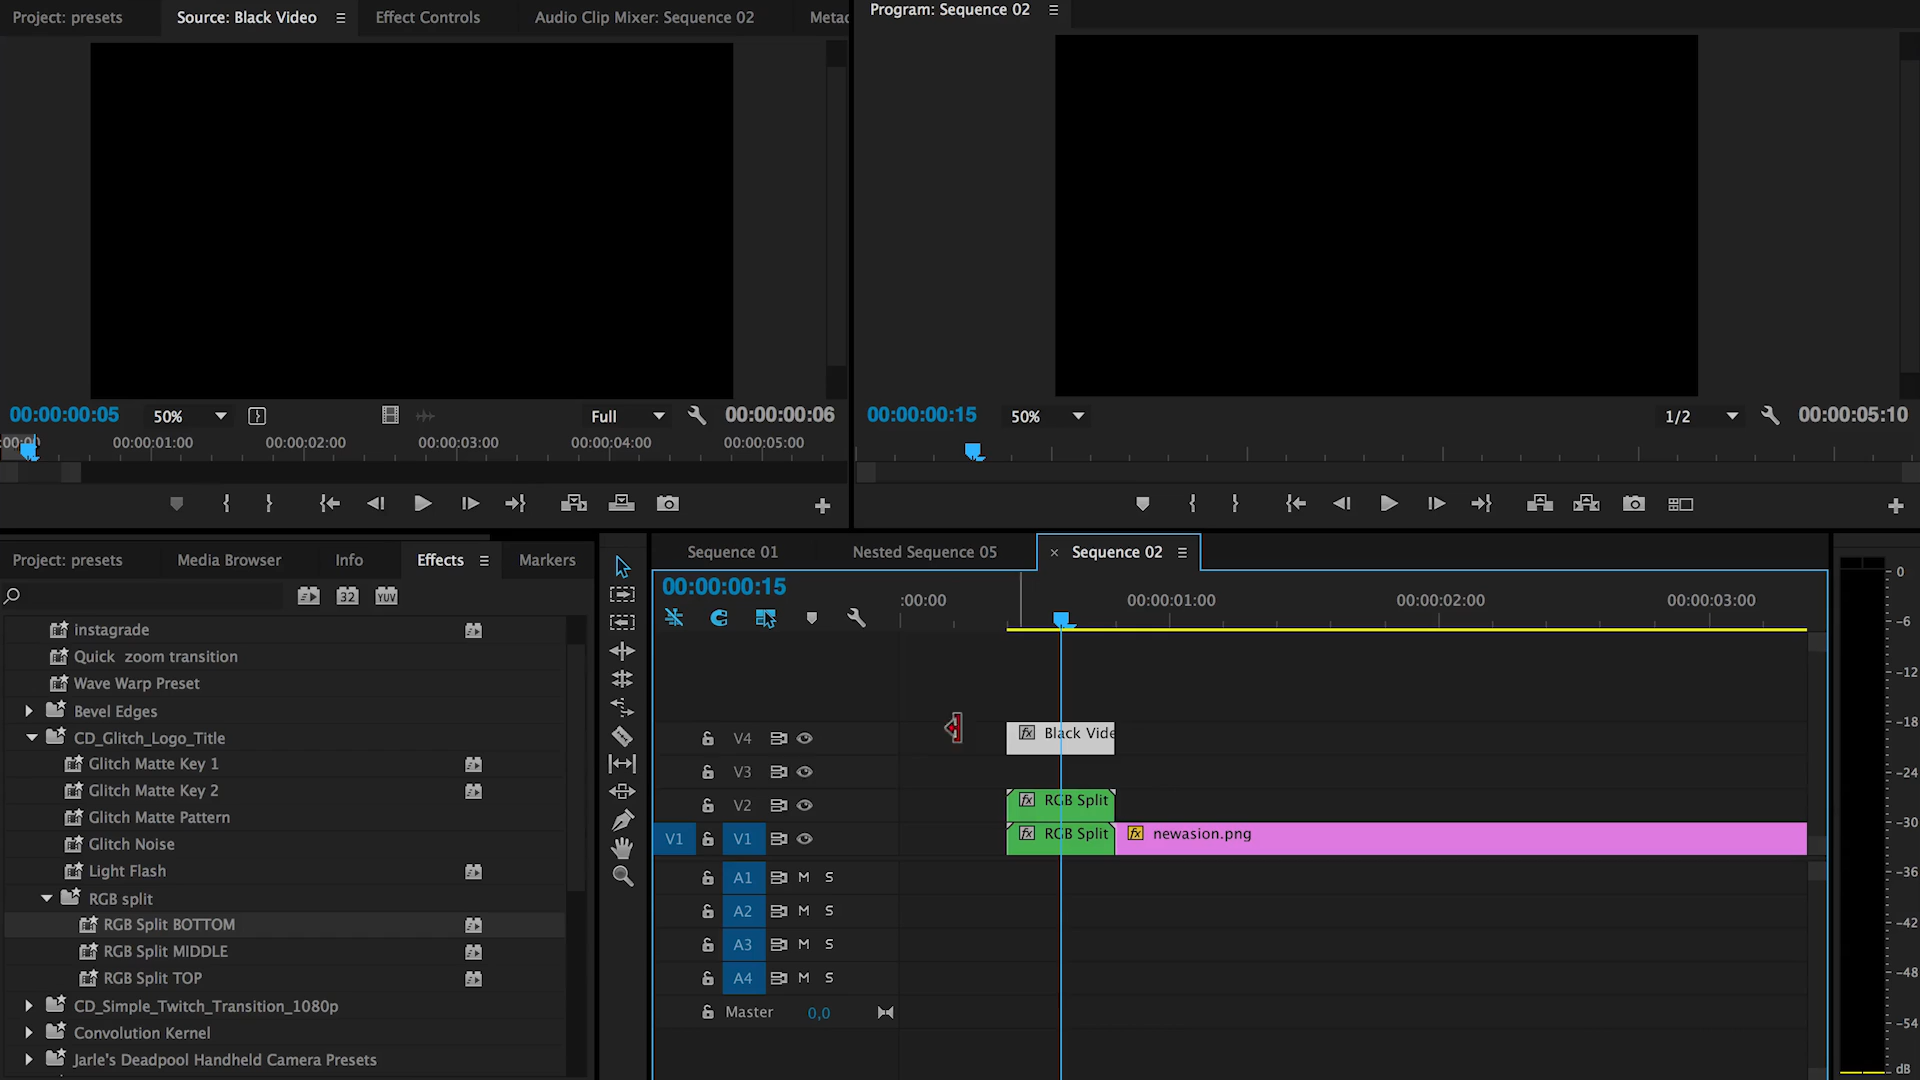 Project: presets
Source: Black Video
Effect Controls
Audio Clip Mixer: Sequence 02
Program: Sequence 02
00:00:00:05
50%
Full
00:00:00:06
00:00:01:00
00:00:02:00
00:00:03:00
00:00:04:00
00:00:05:00
00:00:00:15
50%
1/2
00:00:05:10
Project: presets
Media Browser
Info
Effects
Markers
32
YUV
instagrade
Quick zoom transition
Wave Warp Preset
Bevel Edges
CD_Glitch_Logo_Title
Glitch Matte Key 1
Glitch Matte Key 2
Glitch Matte Pattern
Glitch Noise
Light Flash
RGB split
RGB Split BOTTOM
RGB Split MIDDLE
RGB Split TOP
CD_Simple_Twitch_Transition_1080p
Convolution Kernel
Jarle's Deadpool Handheld Camera Presets
Sequence 01
Nested Sequence 05
× Sequence 02
00:00:00:15
:00:00
00:00:01:00
00:00:02:00
00:00:03:00
V4
fx Black Vide
V3
V2
fx RGB Split
V1 V1
fx RGB Split
fx newasion.png
A1 M S
A2 M S
A3 M S
A4 M S
Master 0,0
0
-6
-12
-18
-24
-30
-36
-42
-48
-54
dB